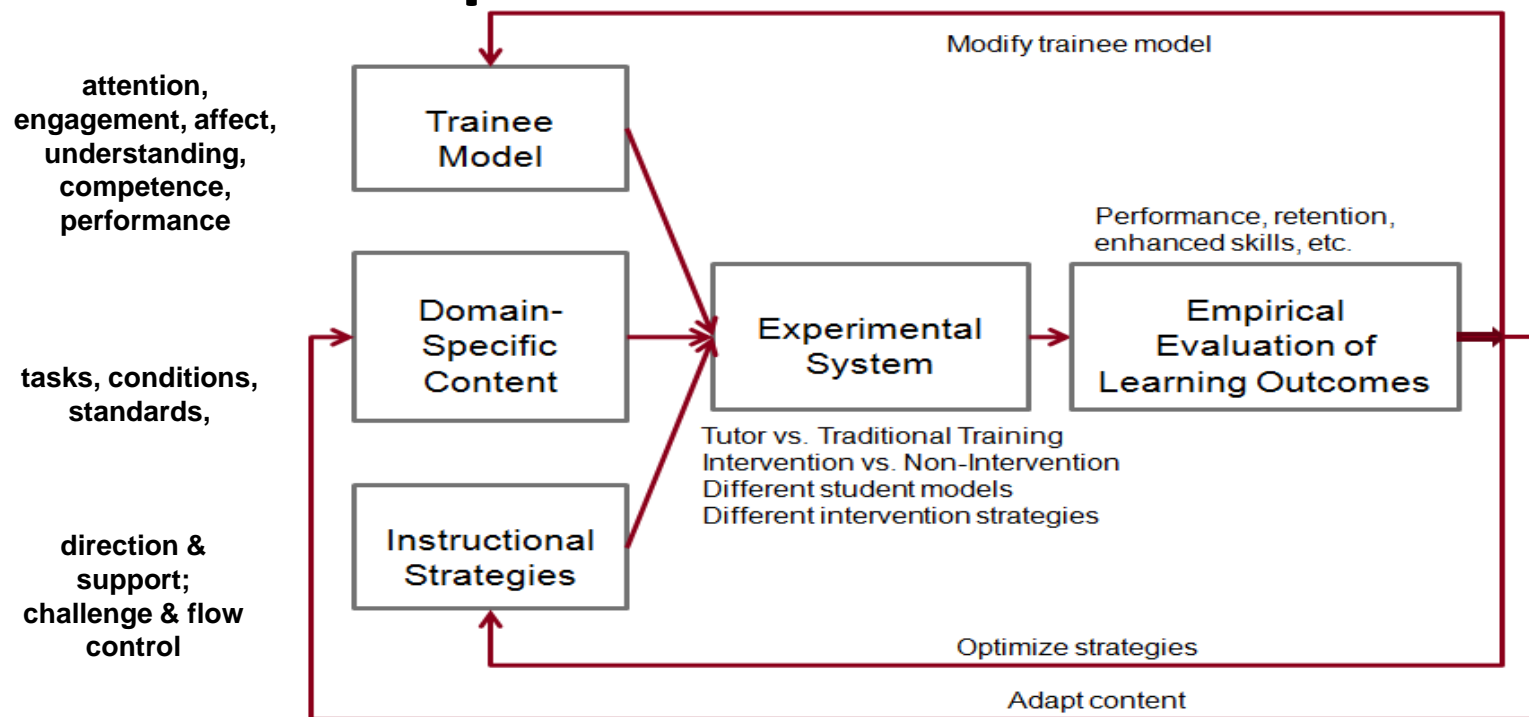 Modify trainee model
attention,
engagement, affect,
understanding,
competence,
performance
Trainee
Model
Performance, retention,
enhanced skills, etc.
tasks, conditions,
standards,
Domain-
Specific
Content
Experimental
System
Empirical
Evaluation of
Learning Outcomes
Tutor vs. Traditional Training
Intervention vs. Non-Intervention
Different student models
Different intervention strategies
direction &
support;
challenge & flow
control
Instructional
Strategies
Optimize strategies
Adapt content